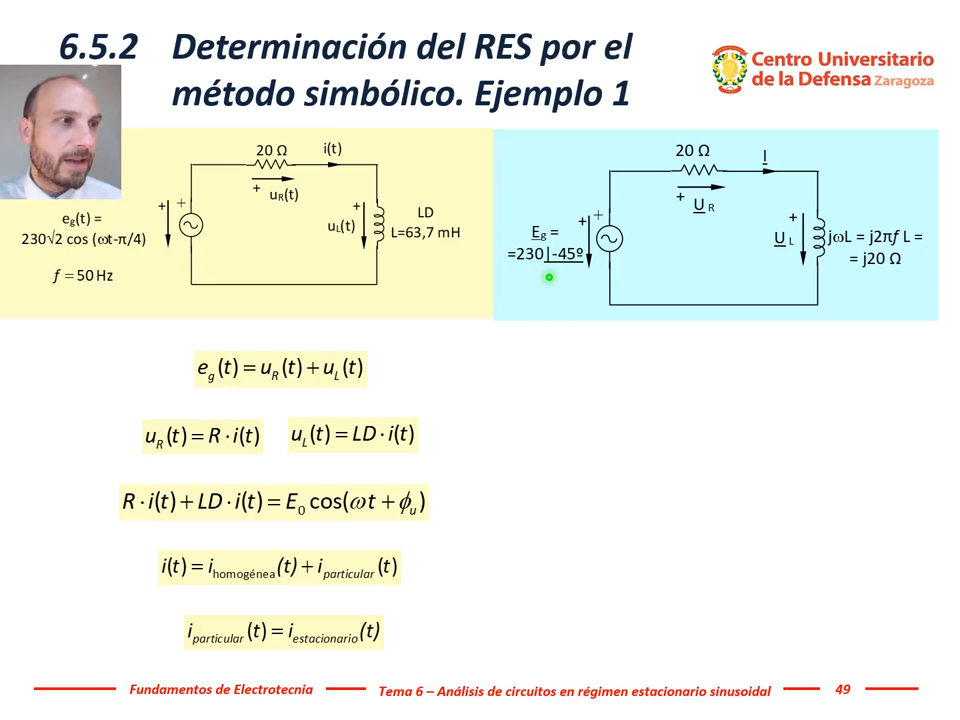 6.5.2 Determinación del RES por el
método simbólico. Ejemplo 1
Centro Universitario
de la Defensa Zaragoza
20 Ω
i(t)
+
uR(t)
+
+
+
uL(t)
LD
L=63,7 mH
eg(t) =
230√2 cos (ωt-π/4)
f = 50 Hz
20 Ω
I
+
U R
+
+
+
U L
Eg =
=230|-45º
jωL = j2πf L =
= j20 Ω
eg(t) = uR(t) + uL(t)
uR(t) = R · i(t)
uL(t) = LD · i(t)
R · i(t) + LD · i(t) = E0 cos(ωt + ϕu)
i(t) = ihomogénea(t) + iparticular(t)
iparticular(t) = iestacionario(t)
Fundamentos de Electrotecnia
Tema 6 – Análisis de circuitos en régimen estacionario sinusoidal
49